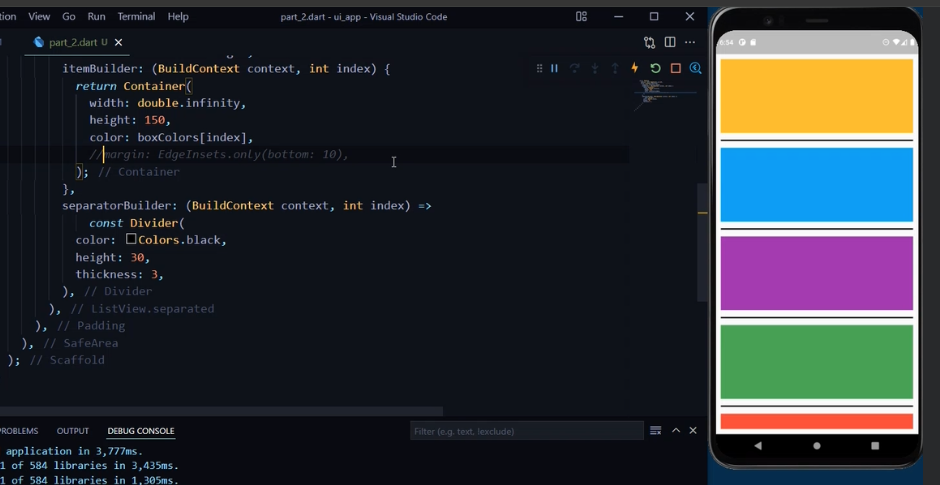 tion View Go Run Terminal Help part_2.dart - ui_app - Visual Studio Code
part_2.dart U
itemBuilder: (BuildContext context, int index) {
return Container(
width: double.infinity,
height: 150,
color: boxColors[index],
//margin: EdgeInsets.only(bottom: 10),
); // Container
},
separatorBuilder: (BuildContext context, int index) =>
const Divider(
color: Colors.black,
height: 30,
thickness: 3,
), // Divider
), // ListView.separated
), // Padding
), // SafeArea
); // Scaffold
PROBLEMS OUTPUT DEBUG CONSOLE Filter (e.g. text, !exclude)
application in 3,777ms.
1 of 584 libraries in 3,435ms.
1 of 584 libraries in 1,305ms.
6:54